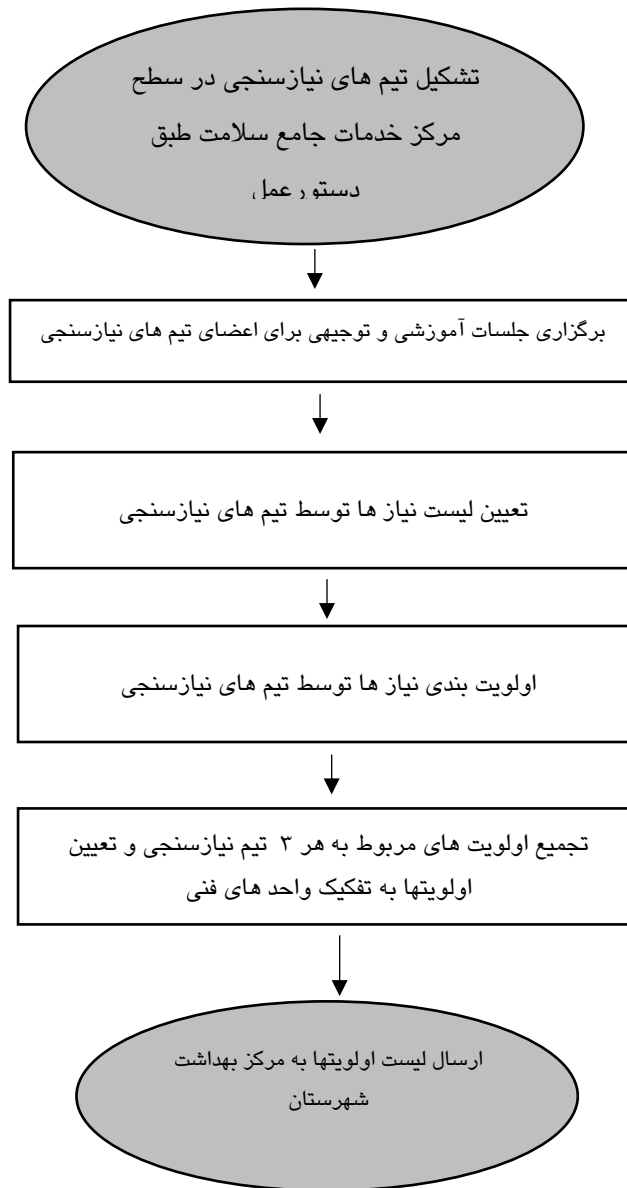 تشکیل تیم های نیازسنجی در سطح
مرکز خدمات جامع سلامت طبق
دستورعمل
برگزاری جلسات آموزشی و توجیهی برای اعضای تیم های نیازسنجی
تعیین لیست نیاز ها توسط تیم های نیازسنجی
اولویت بندی نیاز ها توسط تیم های نیازسنجی
تجمیع اولویت های مربوط به هر ۳ تیم نیازسنجی و تعیین
اولویتها به تفکیک واحد های فنی
ارسال لیست اولویتها به مرکز بهداشت
شهرستان